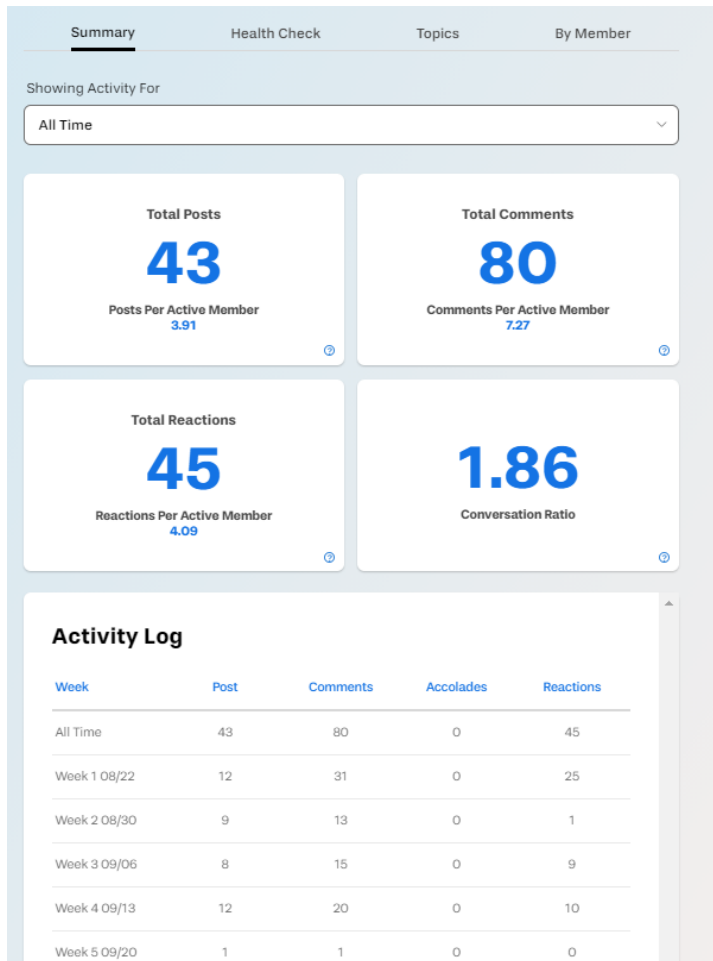 Summary Health Check Topics By Member
Showing Activity For
All Time
Total Posts
43
Posts Per Active Member
3.91
Total Comments
80
Comments Per Active Member
7.27
Total Reactions
45
Reactions Per Active Member
4.09
1.86
Conversation Ratio
Activity Log
Week Post Comments Accolades Reactions
All Time 43 80 0 45
Week 1 08/22 12 31 0 25
Week 2 08/30 9 13 0 1
Week 3 09/06 8 15 0 9
Week 4 09/13 12 20 0 10
Week 5 09/20 1 1 0 0